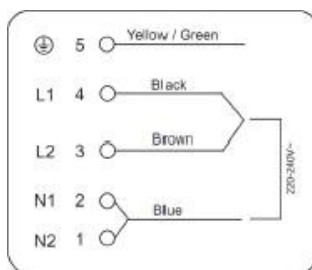 5 Yellow / Green
L1 4 Black
L2 3 Brown
N1 2
Blue
N2 1
220-240V~